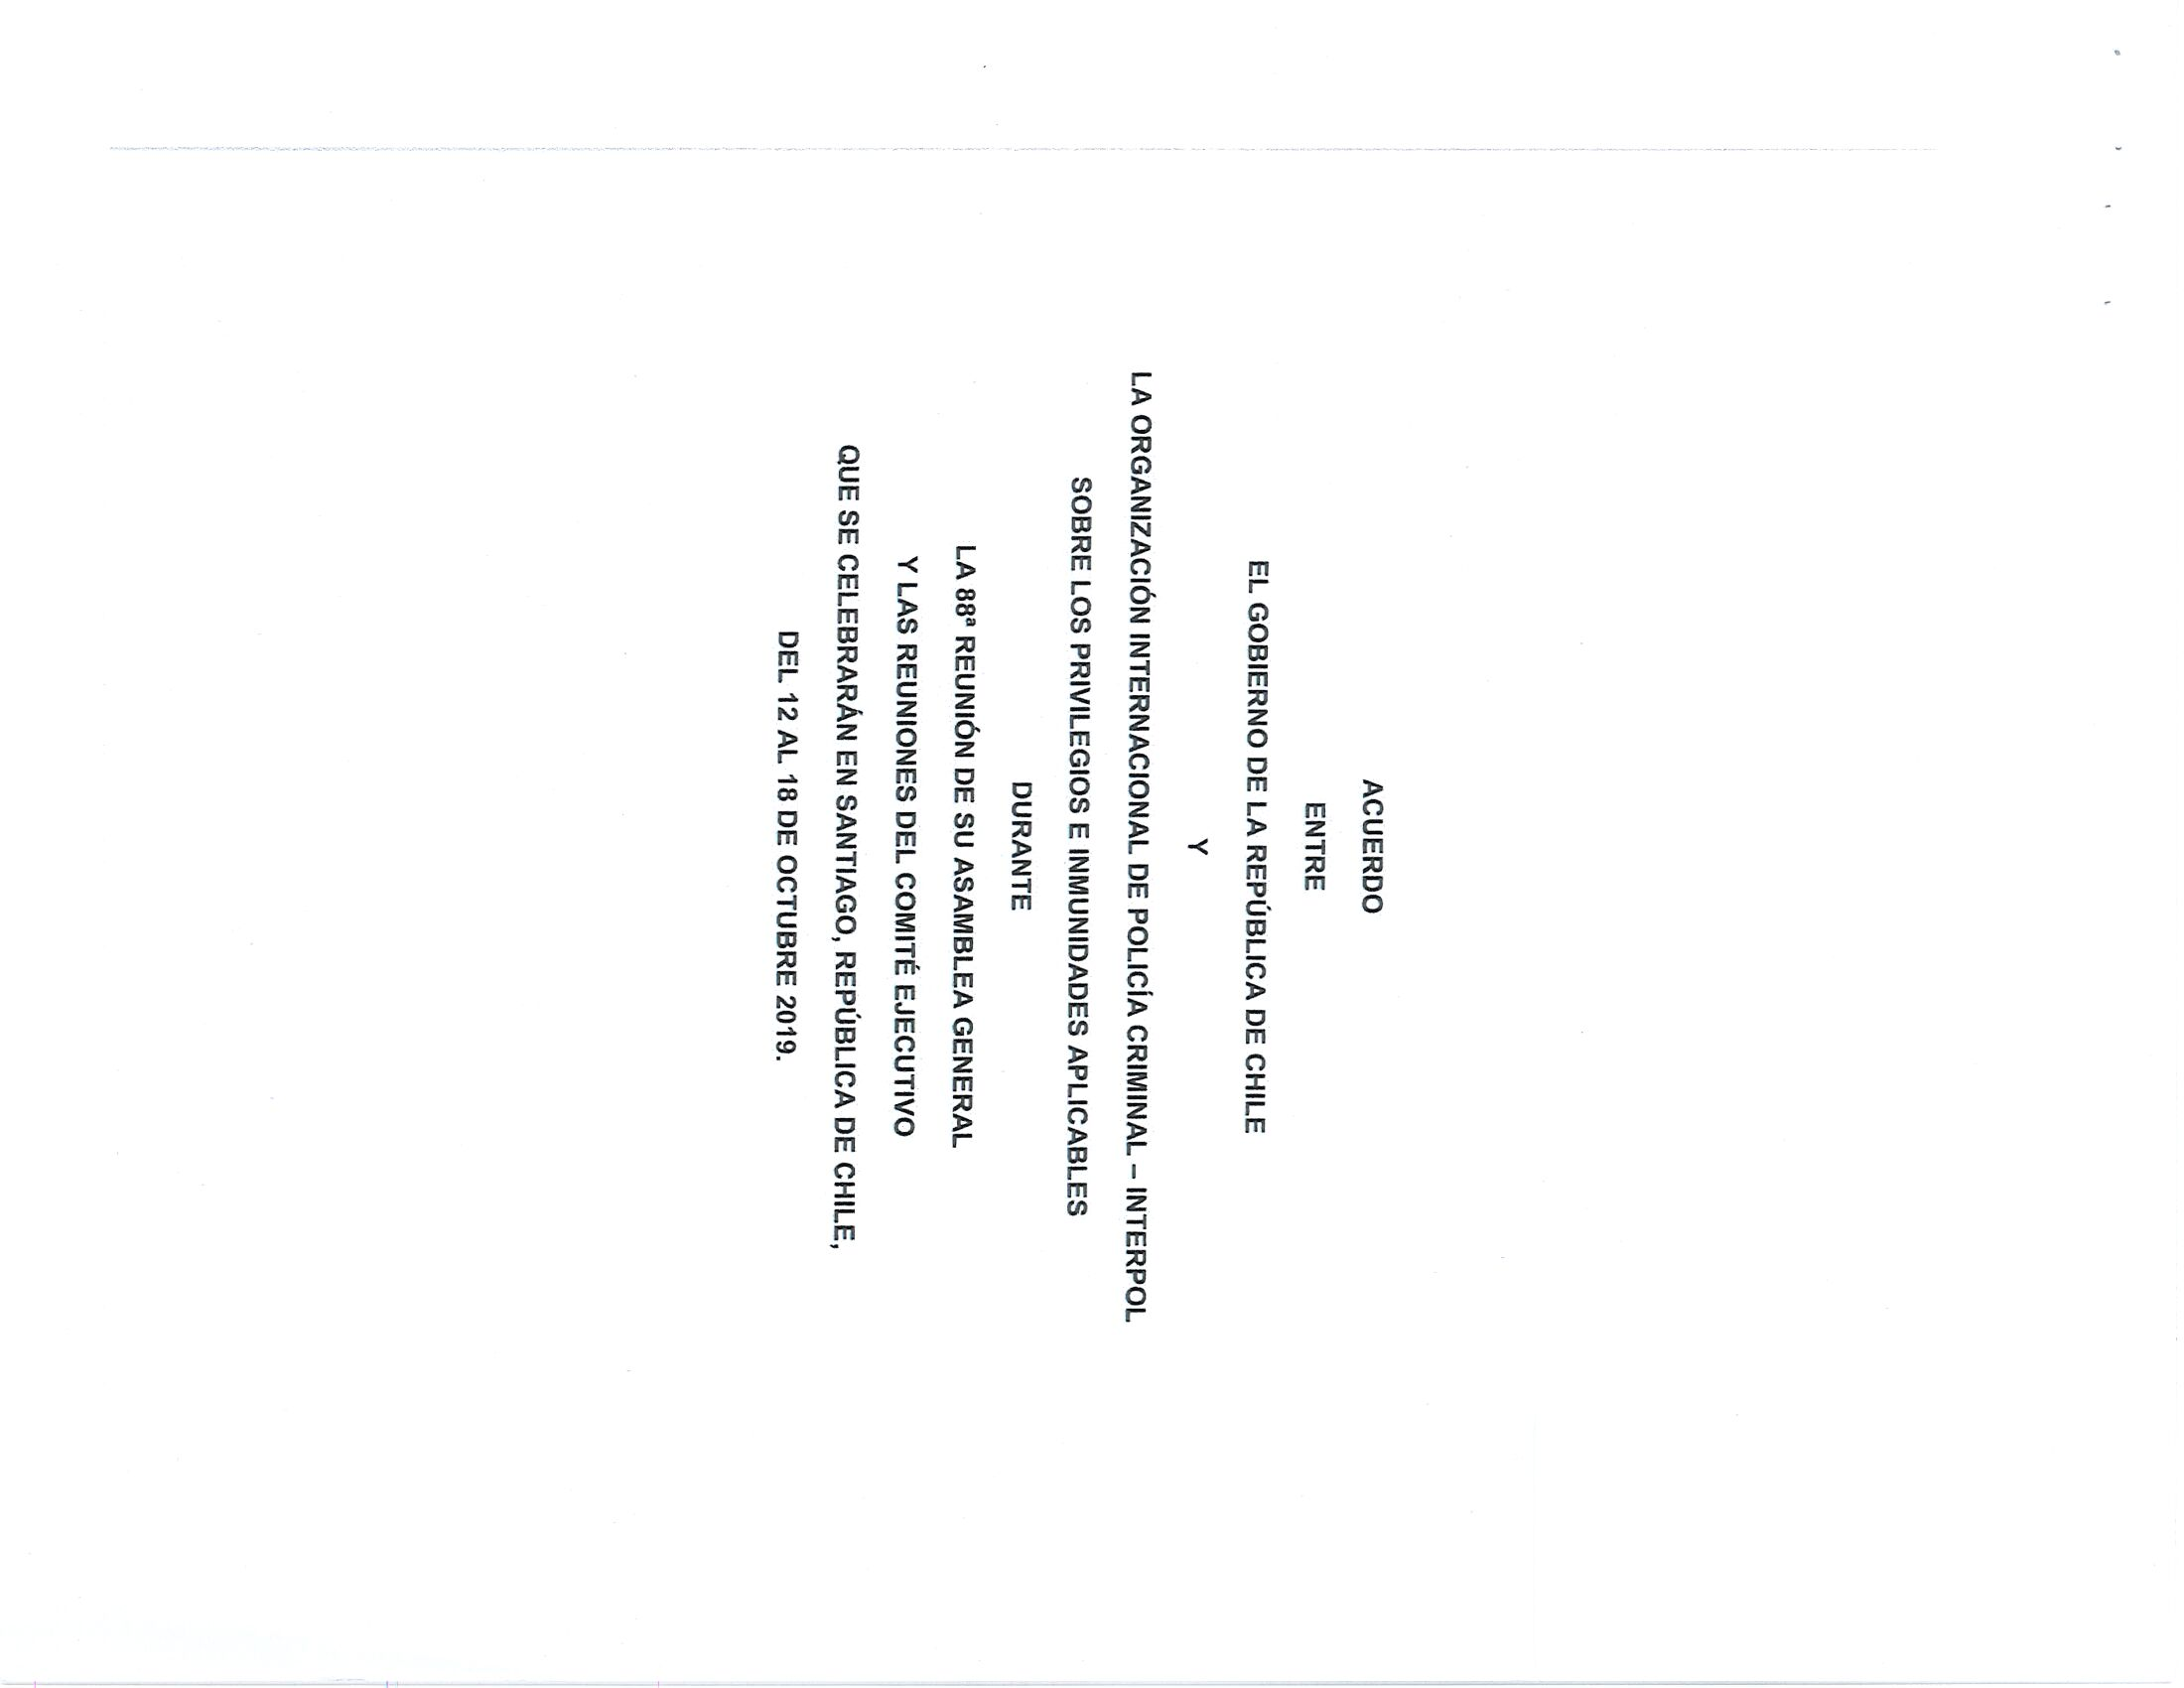 ACUERDO
ENTRE
EL GOBIERNO DE LA REPÚBLICA DE CHILE
Y
LA ORGANIZACIÓN INTERNACIONAL DE POLICÍA CRIMINAL – INTERPOL
SOBRE LOS PRIVILEGIOS E INMUNIDADES APLICABLES
DURANTE
LA 88ª REUNIÓN DE SU ASAMBLEA GENERAL
Y LAS REUNIONES DEL COMITÉ EJECUTIVO
QUE SE CELEBRARÁN EN SANTIAGO, REPÚBLICA DE CHILE,
DEL 12 AL 18 DE OCTUBRE 2019.